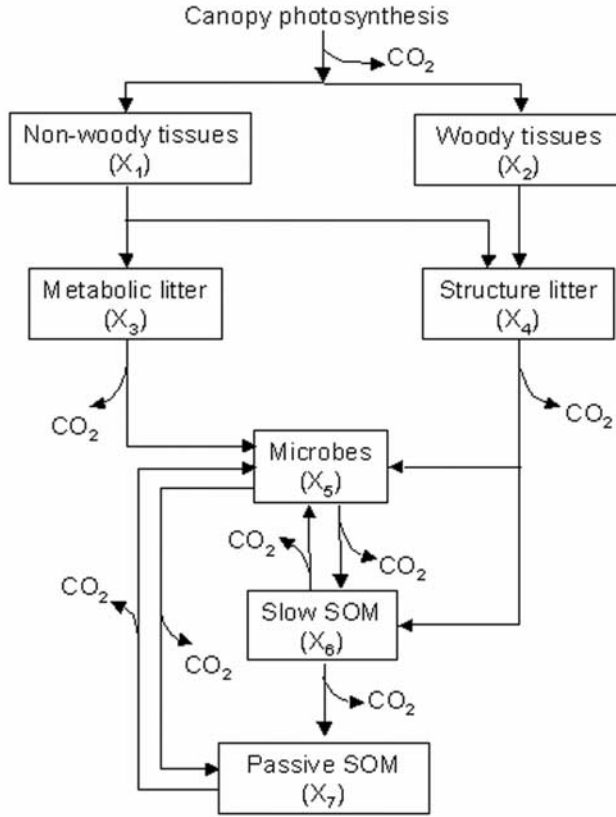 Canopy photosynthesis
CO₂
Non-woody tissues
(X₁)
Woody tissues
(X₂)
Metabolic litter
(X₃)
Structure litter
(X₄)
CO₂
CO₂
Microbes
(X₅)
CO₂
CO₂
CO₂
Slow SOM
(X₆)
CO₂
CO₂
Passive SOM
(X₇)